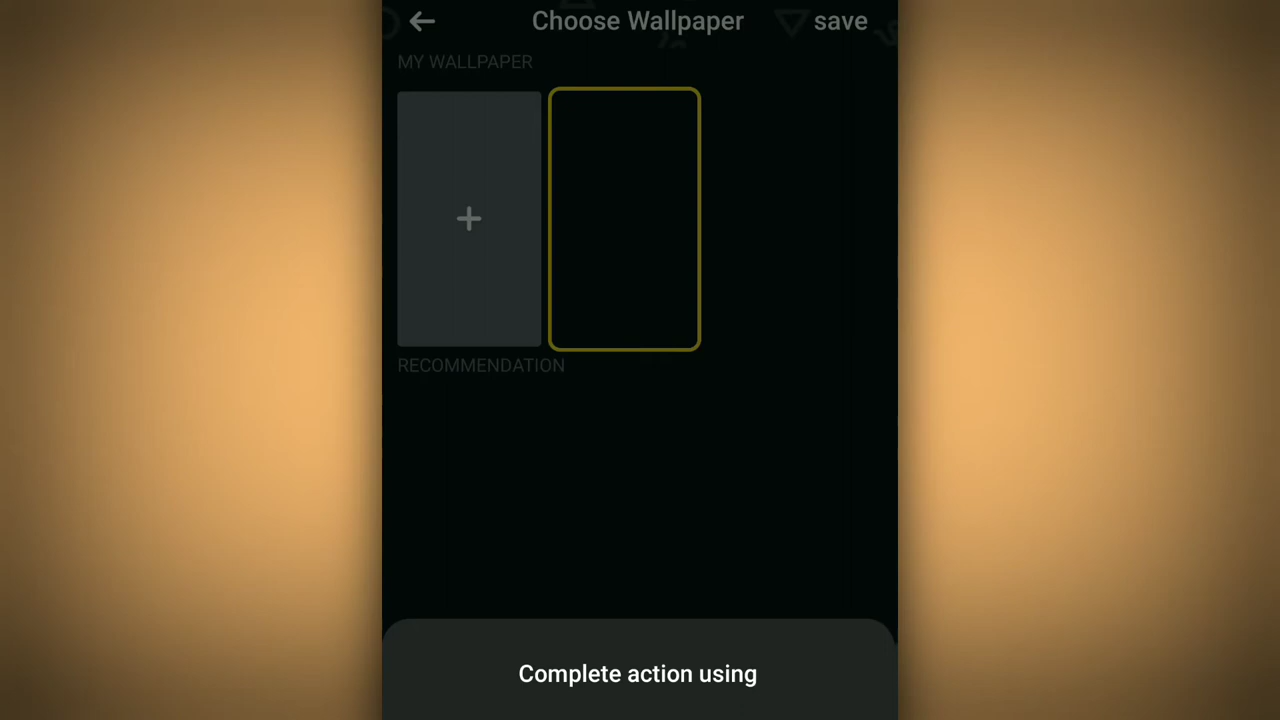 Choose Wallpaper save
MY WALLPAPER
RECOMMENDATION
Complete action using